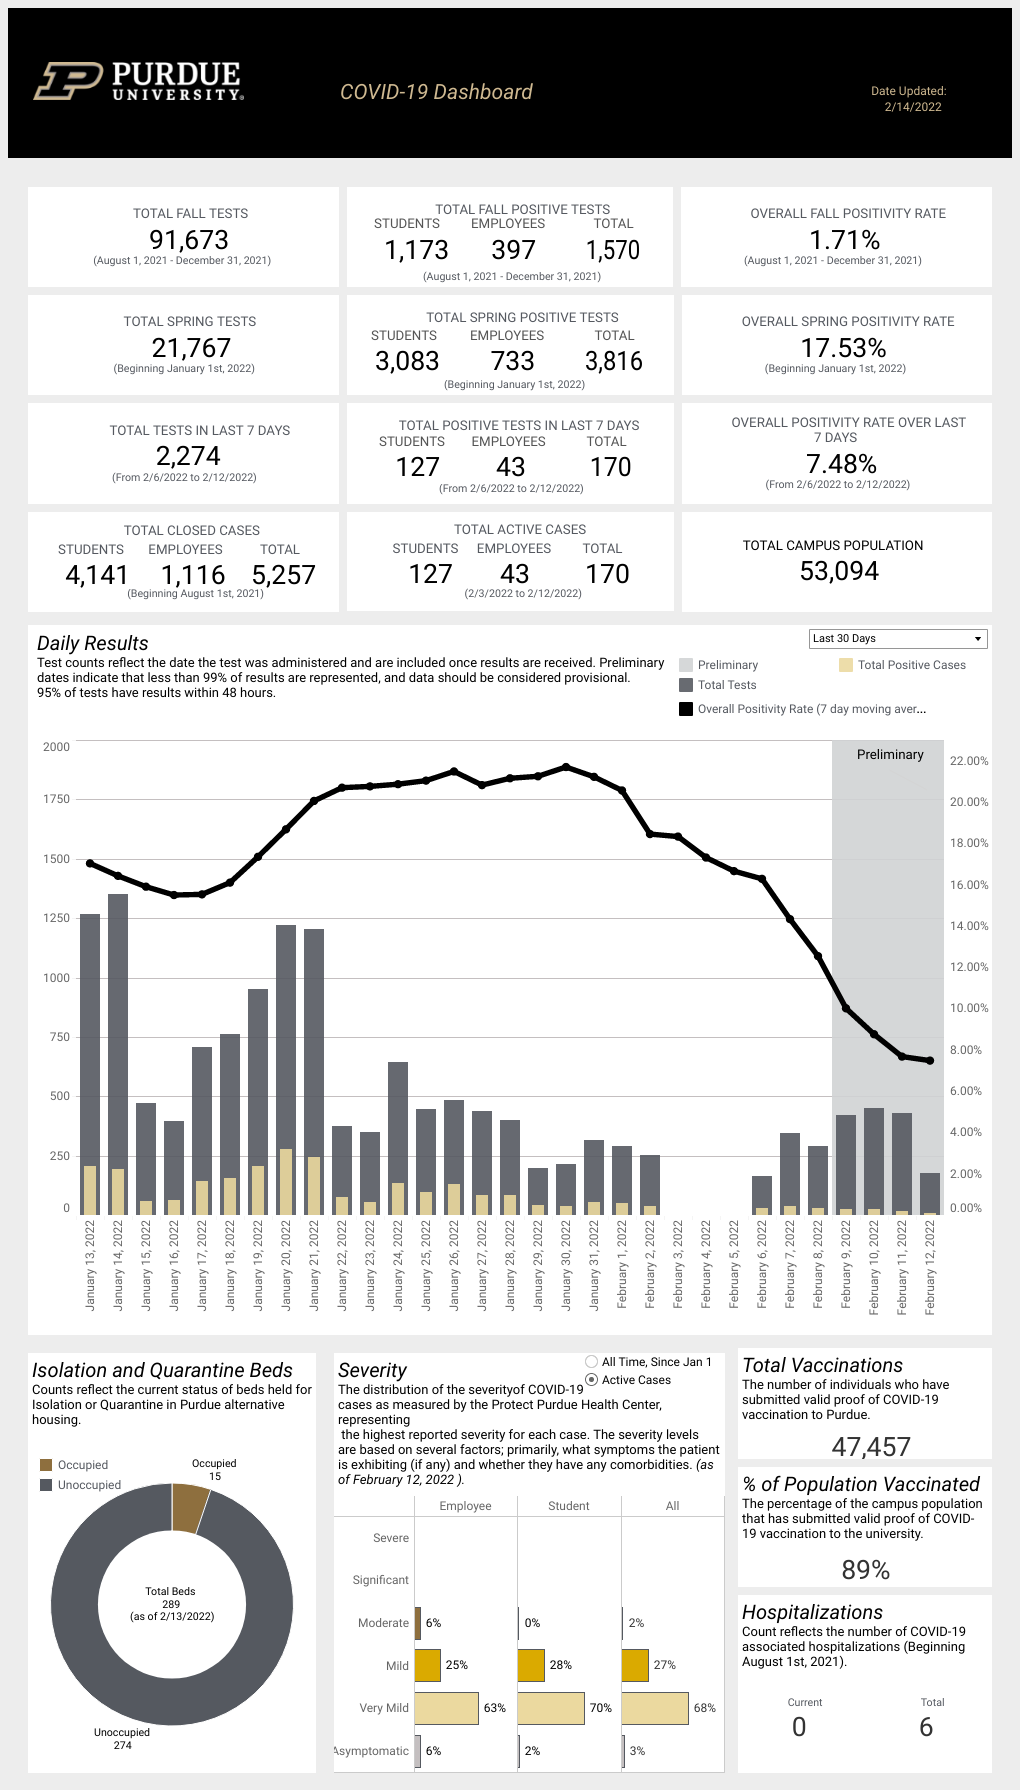 PURDUE
UNIVERSITY®
COVID-19 Dashboard
Date Updated:
2/14/2022
TOTAL FALL TESTS
91,673
(August 1, 2021 - December 31, 2021)
TOTAL FALL POSITIVE TESTS
STUDENTS EMPLOYEES TOTAL
1,173 397 1,570
(August 1, 2021 - December 31, 2021)
OVERALL FALL POSITIVITY RATE
1.71%
(August 1, 2021 - December 31, 2021)
TOTAL SPRING TESTS
21,767
(Beginning January 1st, 2022)
TOTAL SPRING POSITIVE TESTS
STUDENTS EMPLOYEES TOTAL
3,083 733 3,816
(Beginning January 1st, 2022)
OVERALL SPRING POSITIVITY RATE
17.53%
(Beginning January 1st, 2022)
TOTAL TESTS IN LAST 7 DAYS
2,274
(From 2/6/2022 to 2/12/2022)
TOTAL POSITIVE TESTS IN LAST 7 DAYS
STUDENTS EMPLOYEES TOTAL
127 43 170
(From 2/6/2022 to 2/12/2022)
OVERALL POSITIVITY RATE OVER LAST
7 DAYS
7.48%
(From 2/6/2022 to 2/12/2022)
TOTAL CLOSED CASES
STUDENTS EMPLOYEES TOTAL
4,141 1,116 5,257
(Beginning August 1st, 2021)
TOTAL ACTIVE CASES
STUDENTS EMPLOYEES TOTAL
127 43 170
(2/3/2022 to 2/12/2022)
TOTAL CAMPUS POPULATION
53,094
Daily Results
Test counts reflect the date the test was administered and are included once results are received. Preliminary
dates indicate that less than 99% of results are represented, and data should be considered provisional.
95% of tests have results within 48 hours.
Last 30 Days
Preliminary Total Positive Cases
Total Tests
Overall Positivity Rate (7 day moving aver...
Preliminary
2000
1750
1500
1250
1000
750
500
250
0
22.00%
20.00%
18.00%
16.00%
14.00%
12.00%
10.00%
8.00%
6.00%
4.00%
2.00%
0.00%
January 13, 2022
January 14, 2022
January 15, 2022
January 16, 2022
January 17, 2022
January 18, 2022
January 19, 2022
January 20, 2022
January 21, 2022
January 22, 2022
January 23, 2022
January 24, 2022
January 25, 2022
January 26, 2022
January 27, 2022
January 28, 2022
January 29, 2022
January 30, 2022
January 31, 2022
February 1, 2022
February 2, 2022
February 3, 2022
February 4, 2022
February 5, 2022
February 6, 2022
February 7, 2022
February 8, 2022
February 9, 2022
February 10, 2022
February 11, 2022
February 12, 2022
Isolation and Quarantine Beds
Counts reflect the current status of beds held for
Isolation or Quarantine in Purdue alternative
housing.
Occupied
Unoccupied
Occupied
15
Total Beds
289
(as of 2/13/2022)
Unoccupied
274
Severity
All Time, Since Jan 1
Active Cases
The distribution of the severityof COVID-19
cases as measured by the Protect Purdue Health Center,
representing
the highest reported severity for each case. The severity levels
are based on several factors; primarily, what symptoms the patient
is exhibiting (if any) and whether they have any comorbidities. (as
of February 12, 2022 ).
Employee Student All
Severe
Significant
Moderate 6% 0% 2%
Mild 25% 28% 27%
Very Mild 63% 70% 68%
Asymptomatic 6% 2% 3%
Total Vaccinations
The number of individuals who have
submitted valid proof of COVID-19
vaccination to Purdue.
47,457
% of Population Vaccinated
The percentage of the campus population
that has submitted valid proof of COVID-
19 vaccination to the university.
89%
Hospitalizations
Count reflects the number of COVID-19
associated hospitalizations (Beginning
August 1st, 2021).
Current Total
0 6